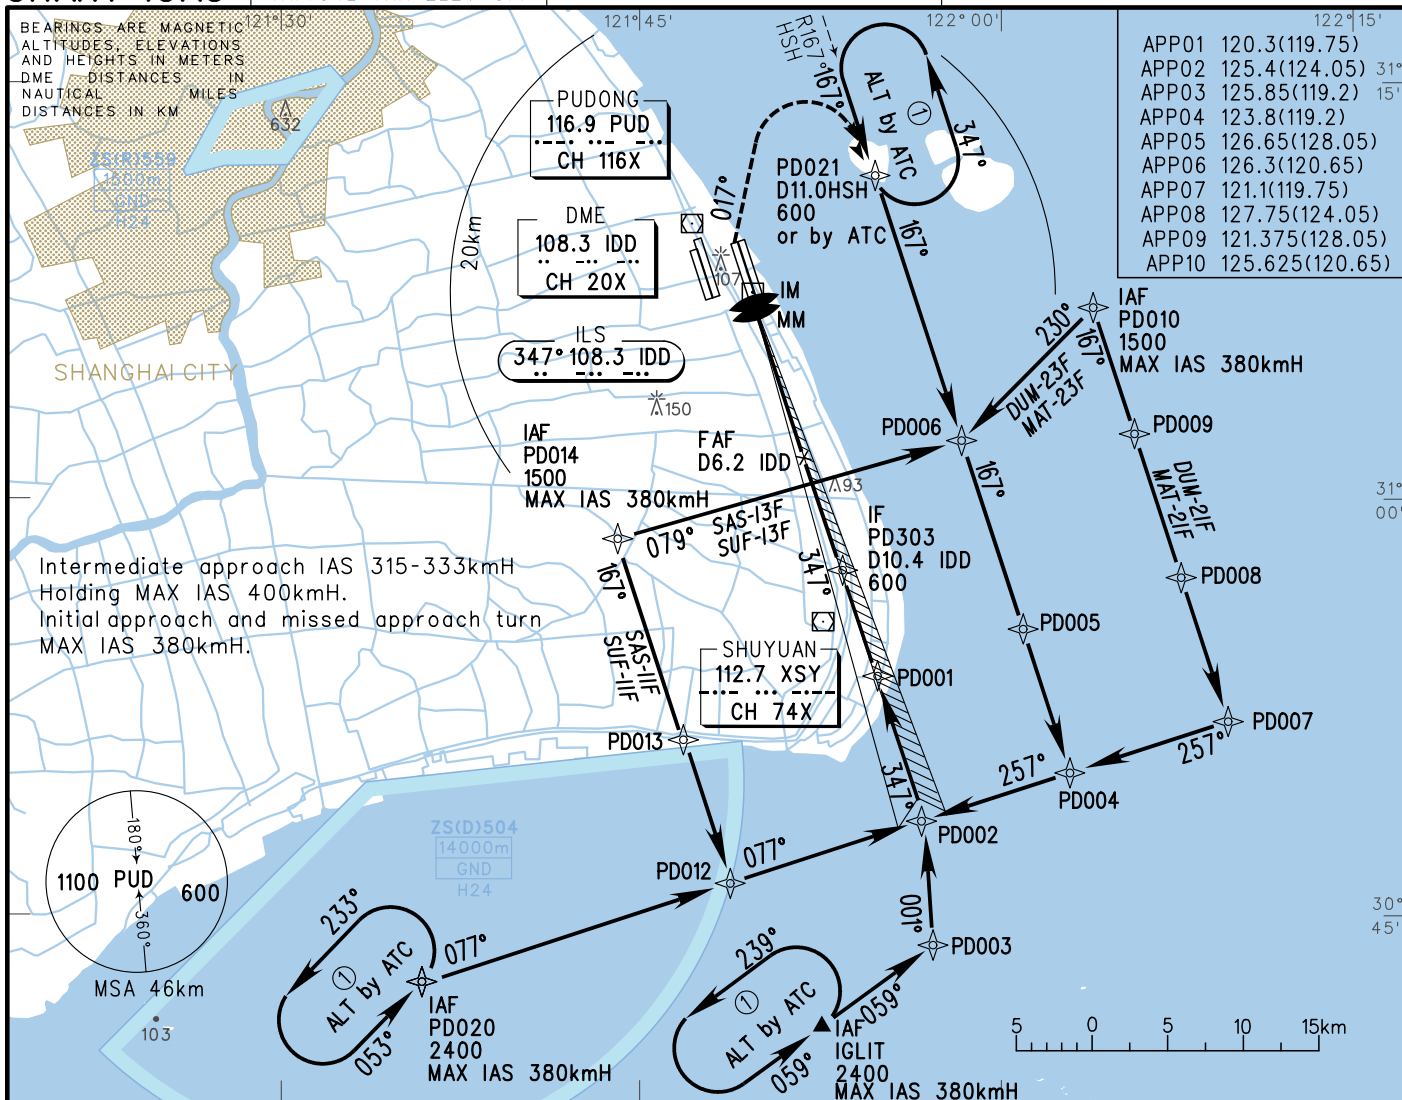 121°30'
121°45'
122°00'
122°15'
BEARINGS ARE MAGNETIC
ALTITUDES, ELEVATIONS
AND HEIGHTS IN METERS
DME DISTANCES IN
NAUTICAL MILES
DISTANCES IN KM
632
ZS(R)559
1500m
GND
H24
SHANGHAI CITY
20km
PUDONG
116.9 PUD
CH 116X
DME
108.3 IDD
CH 20X
ILS
347° 108.3 IDD
150
107
017°
IM
MM
R167°
HSH
167°
ALT by ATC
①
347°
PD021
D11.0HSH
600
or by ATC
167°
APP01 120.3(119.75)
APP02 125.4(124.05)
APP03 125.85(119.2)
APP04 123.8(119.2)
APP05 126.65(128.05)
APP06 126.3(120.65)
APP07 121.1(119.75)
APP08 127.75(124.05)
APP09 121.375(128.05)
APP10 125.625(120.65)
31°
15'
IAF
PD010
1500
MAX IAS 380kmH
230°
167°
DUM-23F
MAT-23F
PD006
PD009
DUM-21F
MAT-21F
167°
IAF
PD014
1500
MAX IAS 380kmH
FAF
D6.2 IDD
93
079°
SAS-13F
SUF-13F
IF
PD303
D10.4 IDD
600
347°
31°
00'
Intermediate approach IAS 315-333kmH
Holding MAX IAS 400kmH.
Initial approach and missed approach turn
MAX IAS 380kmH.
167°
SAS-11F
SUF-11F
PD008
PD005
SHUYUAN
112.7 XSY
CH 74X
PD001
PD013
PD007
257°
257°
PD004
347°
PD002
ZS(D)504
14000m
GND
H24
180°
1100 PUD 600
360°
MSA 46km
103
PD012
077°
233°
ALT by ATC
①
053°
077°
IAF
PD020
2400
MAX IAS 380kmH
239°
ALT by ATC
①
059°
059°
IAF
IGLIT
2400
MAX IAS 380kmH
001°
PD003
30°
45'
5 0 5 10 15km